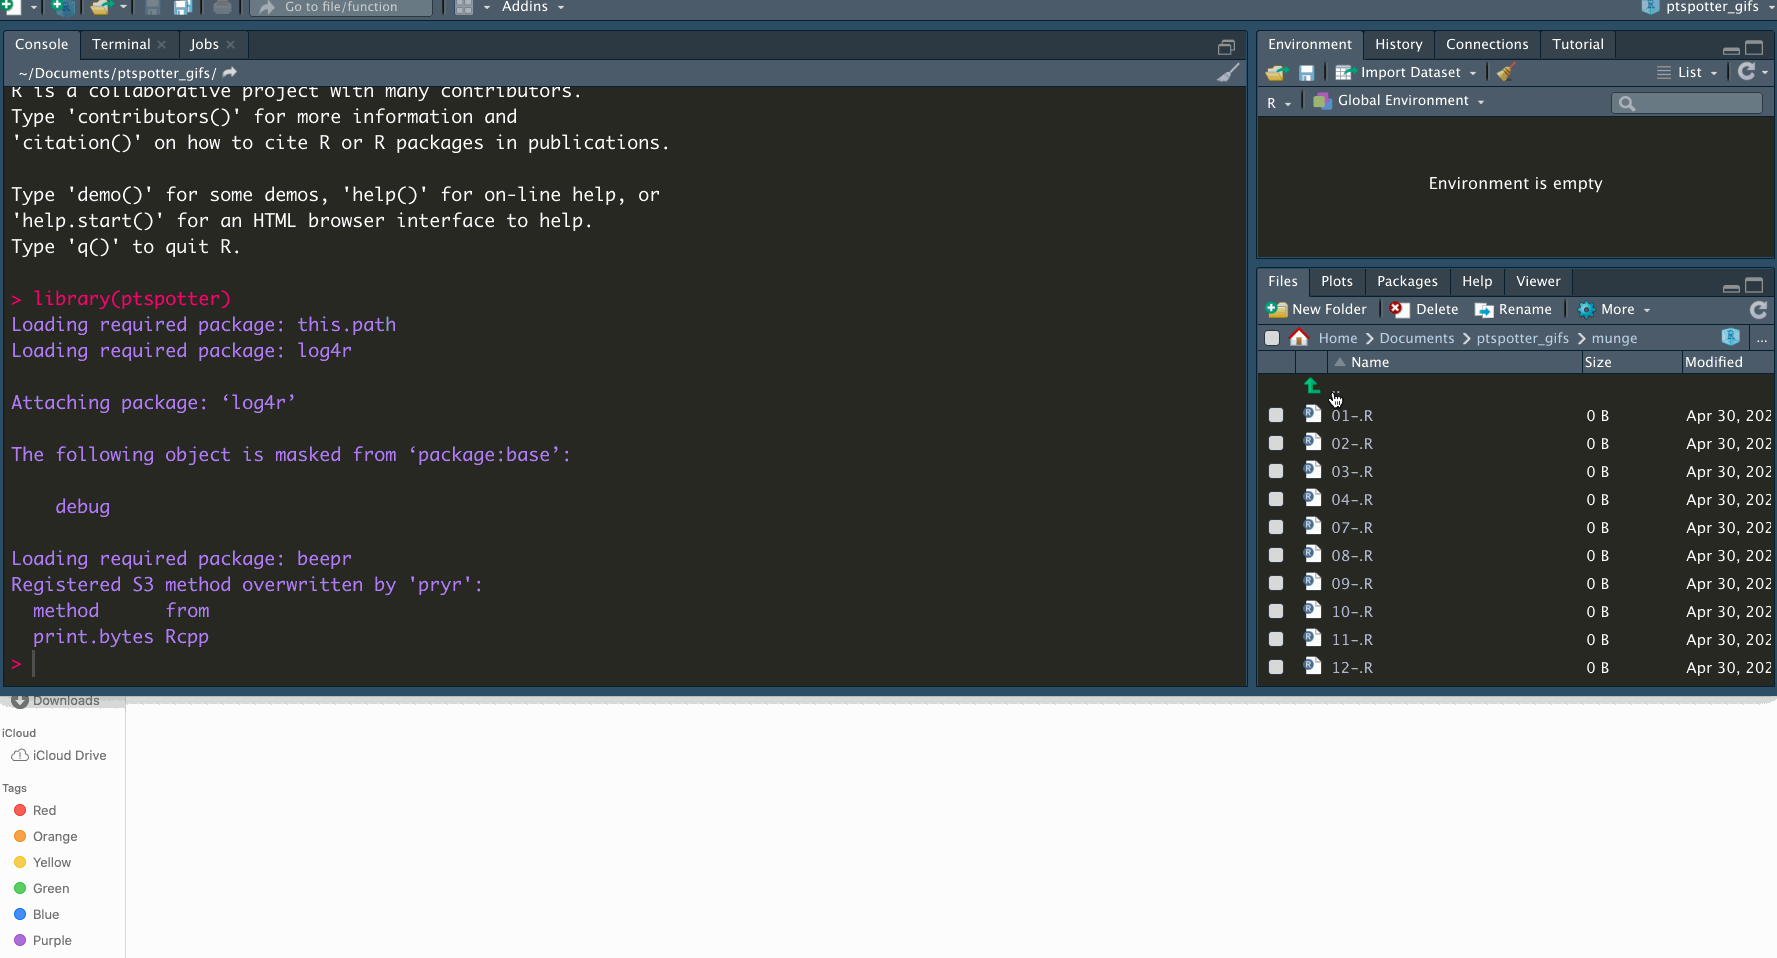 Go to file/function
Addins
ptspotter_gifs
Console
Terminal
Jobs
~/Documents/ptspotter_gifs/
R is a collaborative project with many contributors.
Type 'contributors()' for more information and
'citation()' on how to cite R or R packages in publications.
Type 'demo()' for some demos, 'help()' for on-line help, or
'help.start()' for an HTML browser interface to help.
Type 'q()' to quit R.
> library(ptspotter)
Loading required package: this.path
Loading required package: log4r
Attaching package: ‘log4r’
The following object is masked from ‘package:base’:
debug
Loading required package: beepr
Registered S3 method overwritten by 'pryr':
method from
print.bytes Rcpp
>
Environment
History
Connections
Tutorial
Import Dataset
List
R
Global Environment
Environment is empty
Files
Plots
Packages
Help
Viewer
New Folder
Delete
Rename
More
Home
Documents
ptspotter_gifs
munge
...
Name
Size
Modified
..
01-.R 0 B Apr 30, 202
02-.R 0 B Apr 30, 202
03-.R 0 B Apr 30, 202
04-.R 0 B Apr 30, 202
07-.R 0 B Apr 30, 202
08-.R 0 B Apr 30, 202
09-.R 0 B Apr 30, 202
10-.R 0 B Apr 30, 202
11-.R 0 B Apr 30, 202
12-.R 0 B Apr 30, 202
Downloads
iCloud
iCloud Drive
Tags
Red
Orange
Yellow
Green
Blue
Purple